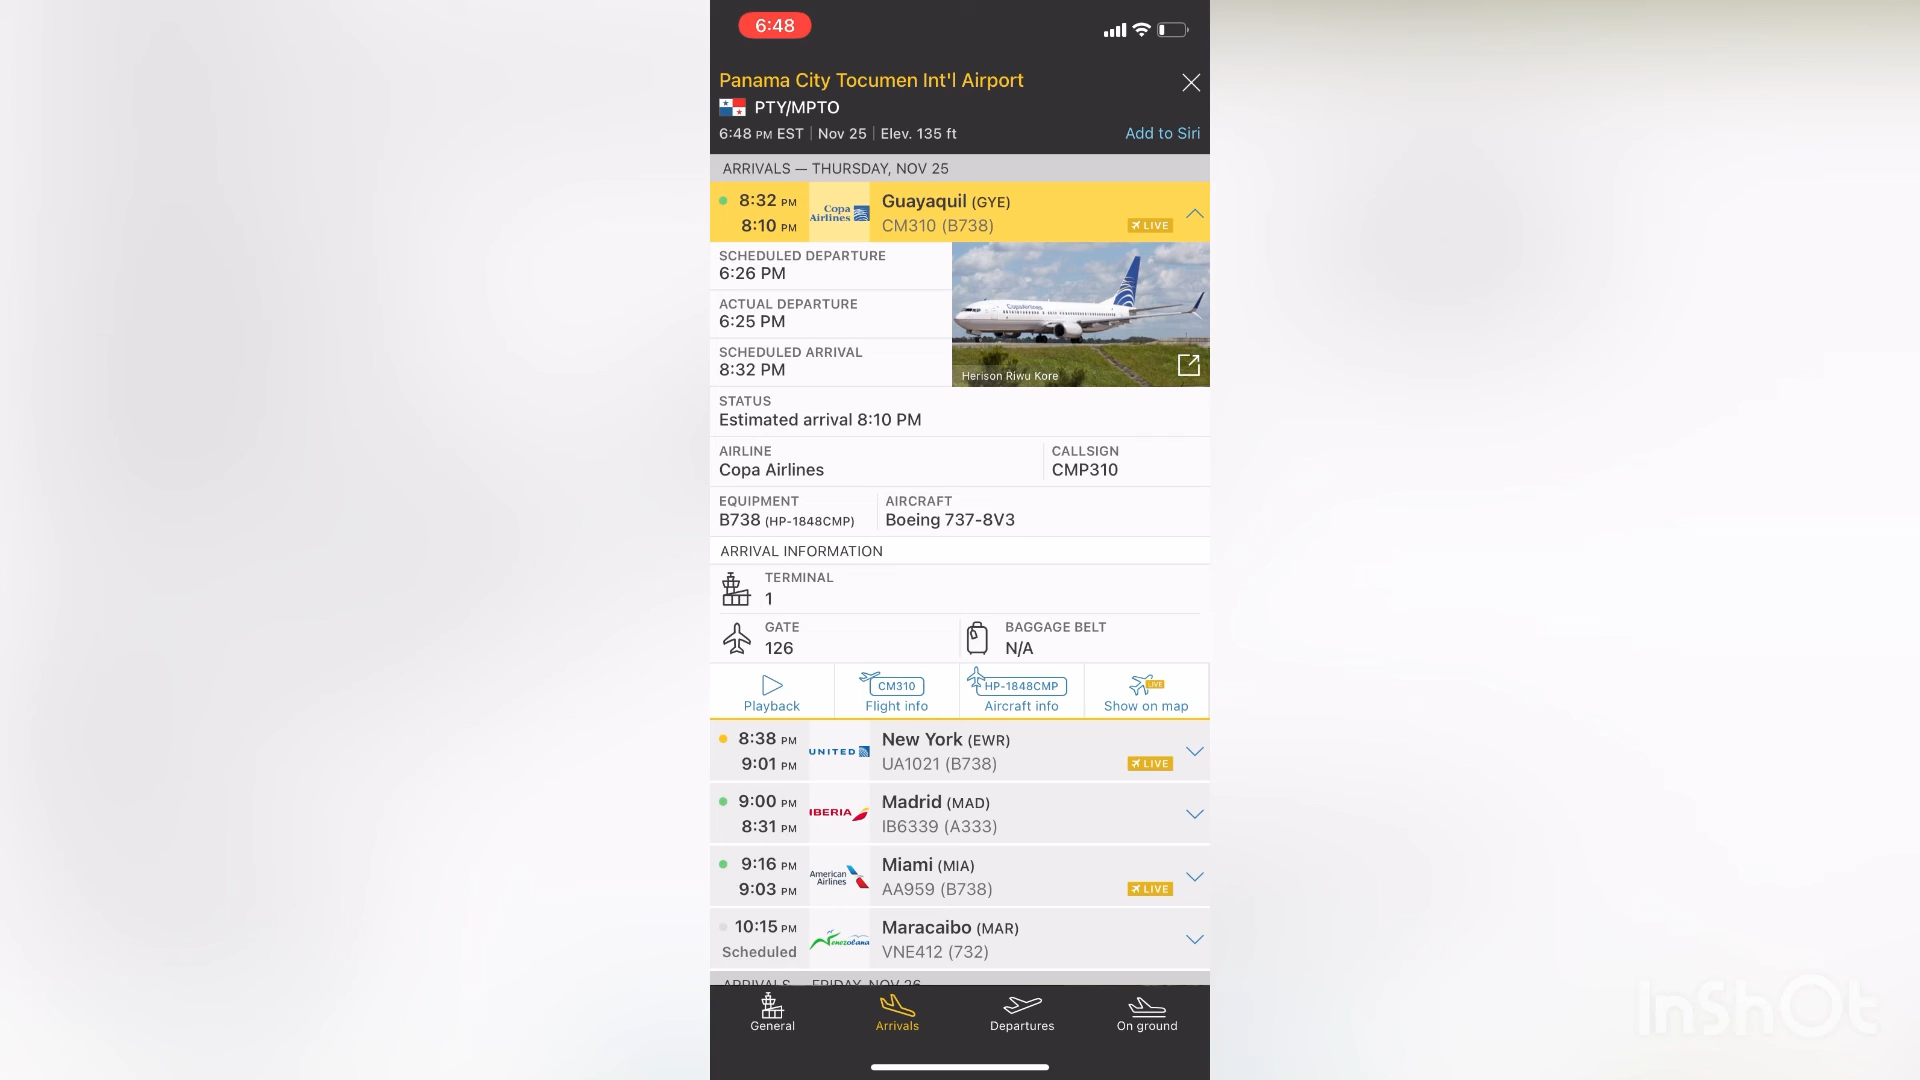 6:48
Panama City Tocumen Int'l Airport
PTY/MPTO
6:48 PM EST | Nov 25 | Elev. 135 ft
Add to Siri
ARRIVALS — THURSDAY, NOV 25
8:32 PM
8:10 PM
Copa Airlines
Guayaquil (GYE)
CM310 (B738)
LIVE
SCHEDULED DEPARTURE
6:26 PM
ACTUAL DEPARTURE
6:25 PM
SCHEDULED ARRIVAL
8:32 PM
CopaAirlines
Herison Riwu Kore
STATUS
Estimated arrival 8:10 PM
AIRLINE
Copa Airlines
CALLSIGN
CMP310
EQUIPMENT
B738 (HP-1848CMP)
AIRCRAFT
Boeing 737-8V3
ARRIVAL INFORMATION
TERMINAL
1
GATE
126
BAGGAGE BELT
N/A
Playback
CM310
Flight info
HP-1848CMP
Aircraft info
LIVE
Show on map
8:38 PM
9:01 PM
UNITED
New York (EWR)
UA1021 (B738)
LIVE
9:00 PM
8:31 PM
IBERIA
Madrid (MAD)
IB6339 (A333)
9:16 PM
9:03 PM
American Airlines
Miami (MIA)
AA959 (B738)
LIVE
10:15 PM
Scheduled
Venezolana
Maracaibo (MAR)
VNE412 (732)
ARRIVALS — FRIDAY, NOV 26
General
Arrivals
Departures
On ground
InShOt